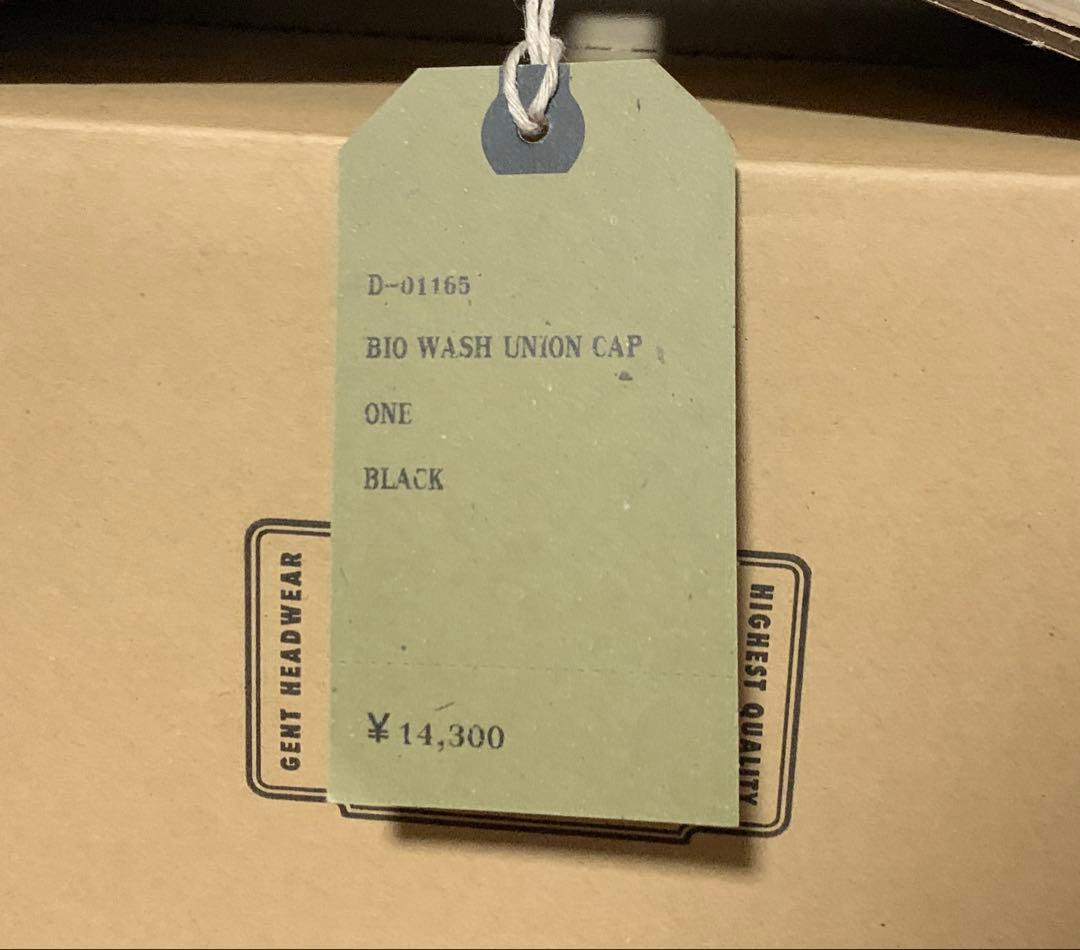 D-01165
BIO WASH UNION CAP
ONE
BLACK
¥14,300
GENT HEADWEAR
HIGHEST QUALITY